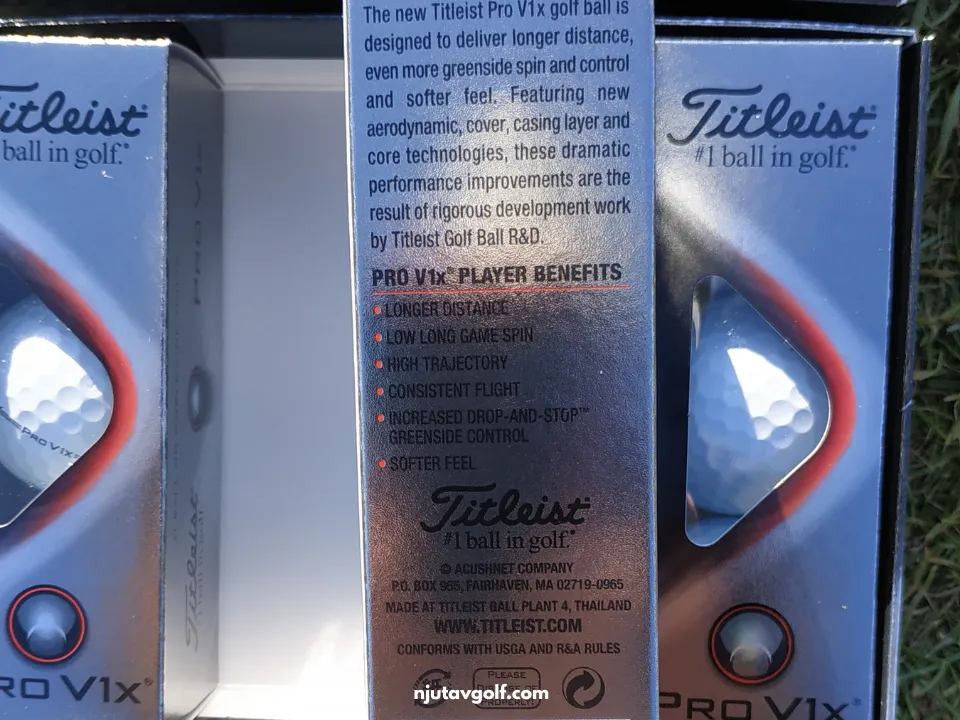 Titleist®
ball in golf.®
PRO V1x
PRO V1x®
PRO V1x
Titleist
The new Titleist Pro V1x golf ball is
designed to deliver longer distance,
even more greenside spin and control
and softer feel. Featuring new
aerodynamic, cover, casing layer and
core technologies, these dramatic
performance improvements are the
result of rigorous development work
by Titleist Golf Ball R&D.
PRO V1x® PLAYER BENEFITS
• LONGER DISTANCE
• LOW LONG GAME SPIN
• HIGH TRAJECTORY
• CONSISTENT FLIGHT
• INCREASED DROP-AND-STOP™
GREENSIDE CONTROL
• SOFTER FEEL
Titleist®
#1 ball in golf.®
© ACUSHNET COMPANY
P.O. BOX 965, FAIRHAVEN, MA 02719-0965
MADE AT TITLEIST BALL PLANT 4, THAILAND
WWW.TITLEIST.COM
CONFORMS WITH USGA AND R&A RULES
PLEASE
PROPERLY!
Titleist®
#1 ball in golf.®
PRO V1x®
njutavgolf.com